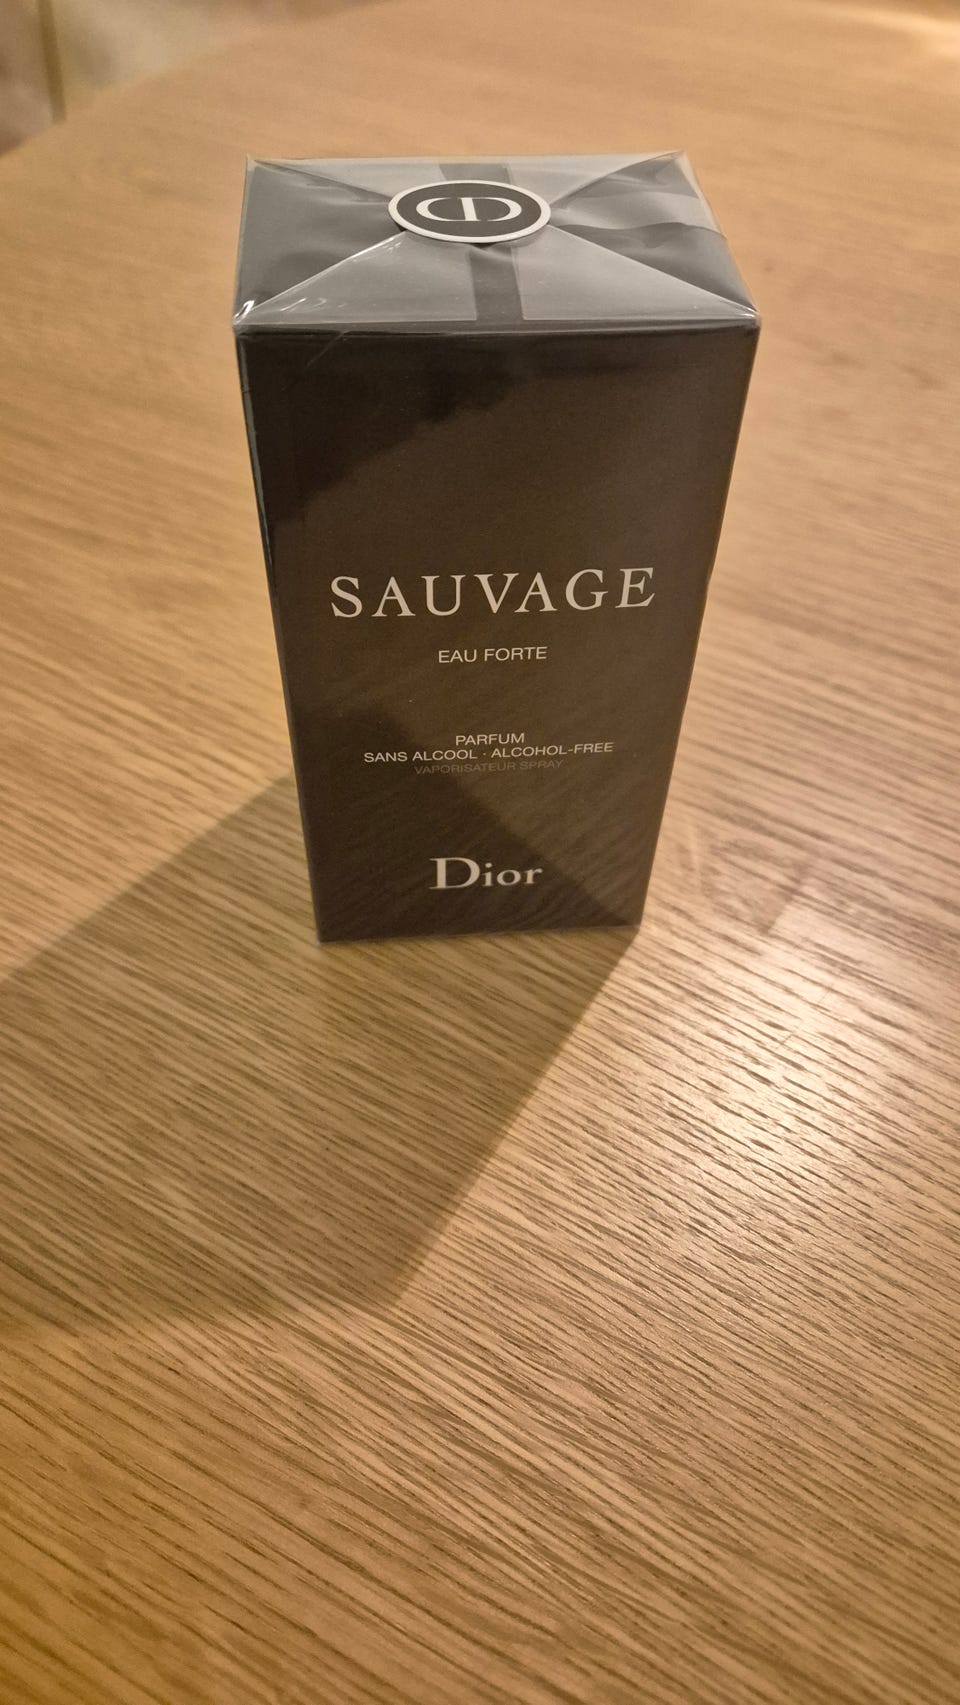 SAUVAGE
EAU FORTE
PARFUM
SANS ALCOOL · ALCOHOL-FREE
VAPORISATEUR SPRAY
Dior